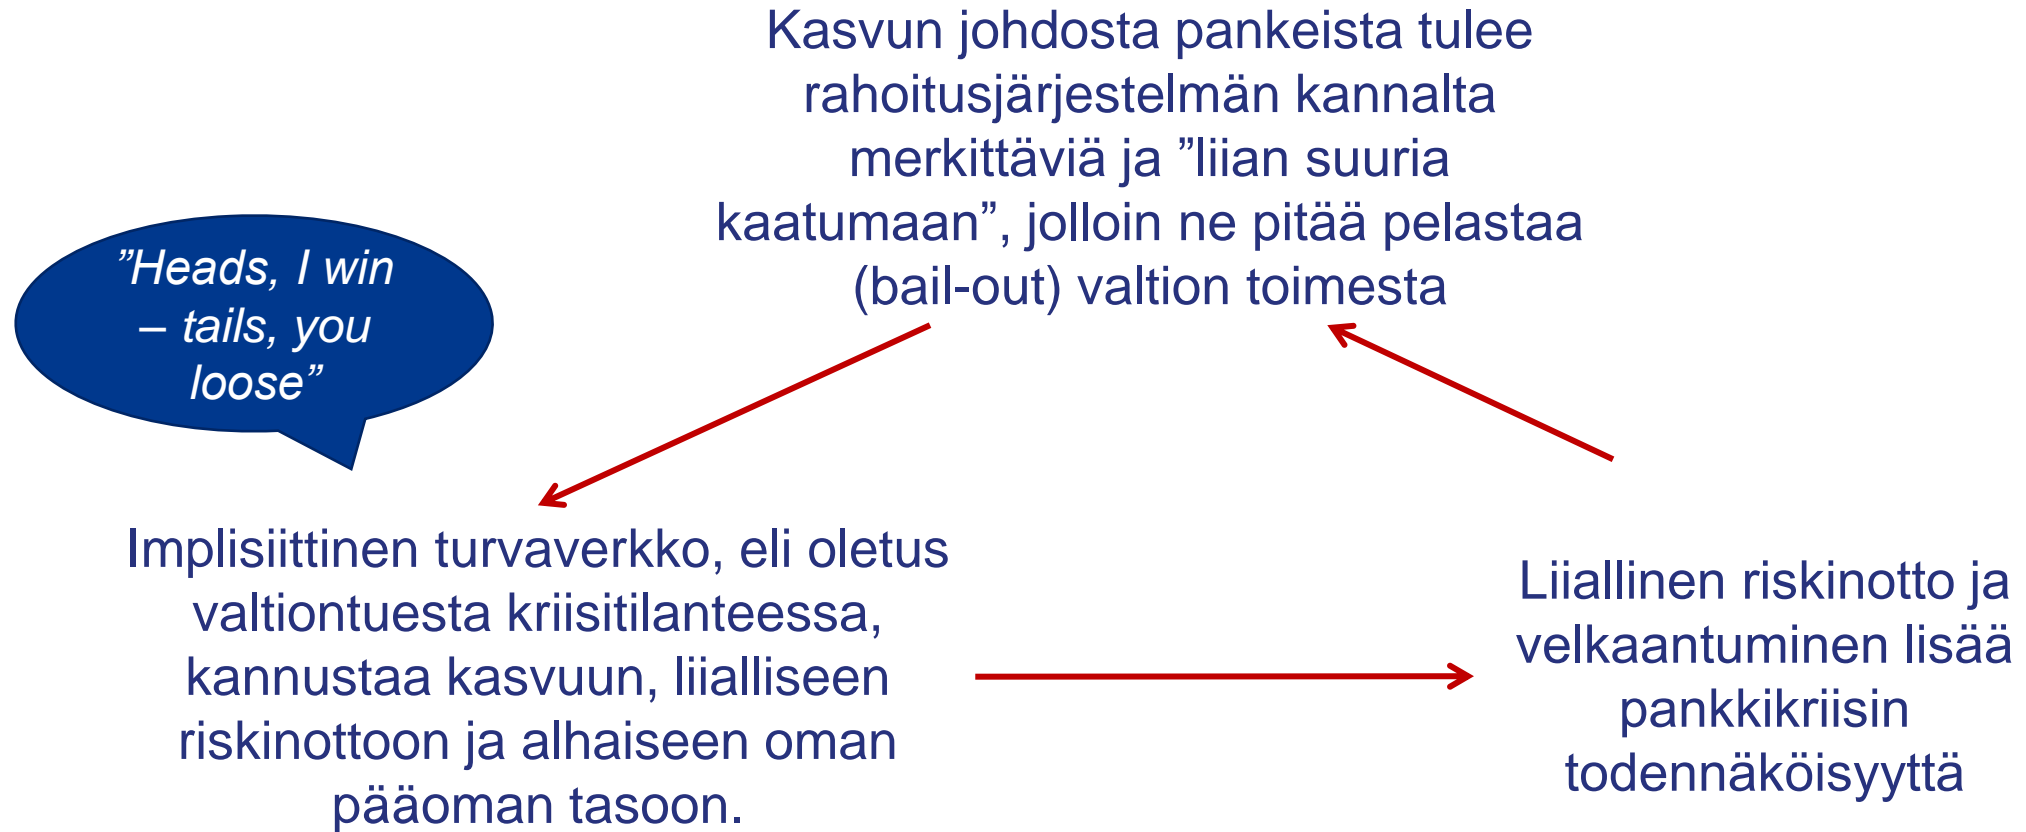 Kasvun johdosta pankeista tulee
rahoitusjärjestelmän kannalta
merkittäviä ja ”liian suuria
kaatumaan”, jolloin ne pitää pelastaa
(bail-out) valtion toimesta
”Heads, I win
– tails, you
loose”
Implisiittinen turvaverkko, eli oletus
valtiontuesta kriisitilanteessa,
kannustaa kasvuun, liialliseen
riskinottoon ja alhaiseen oman
pääoman tasoon.
Liiallinen riskinotto ja
velkaantuminen lisää
pankkikriisin
todennäköisyyttä